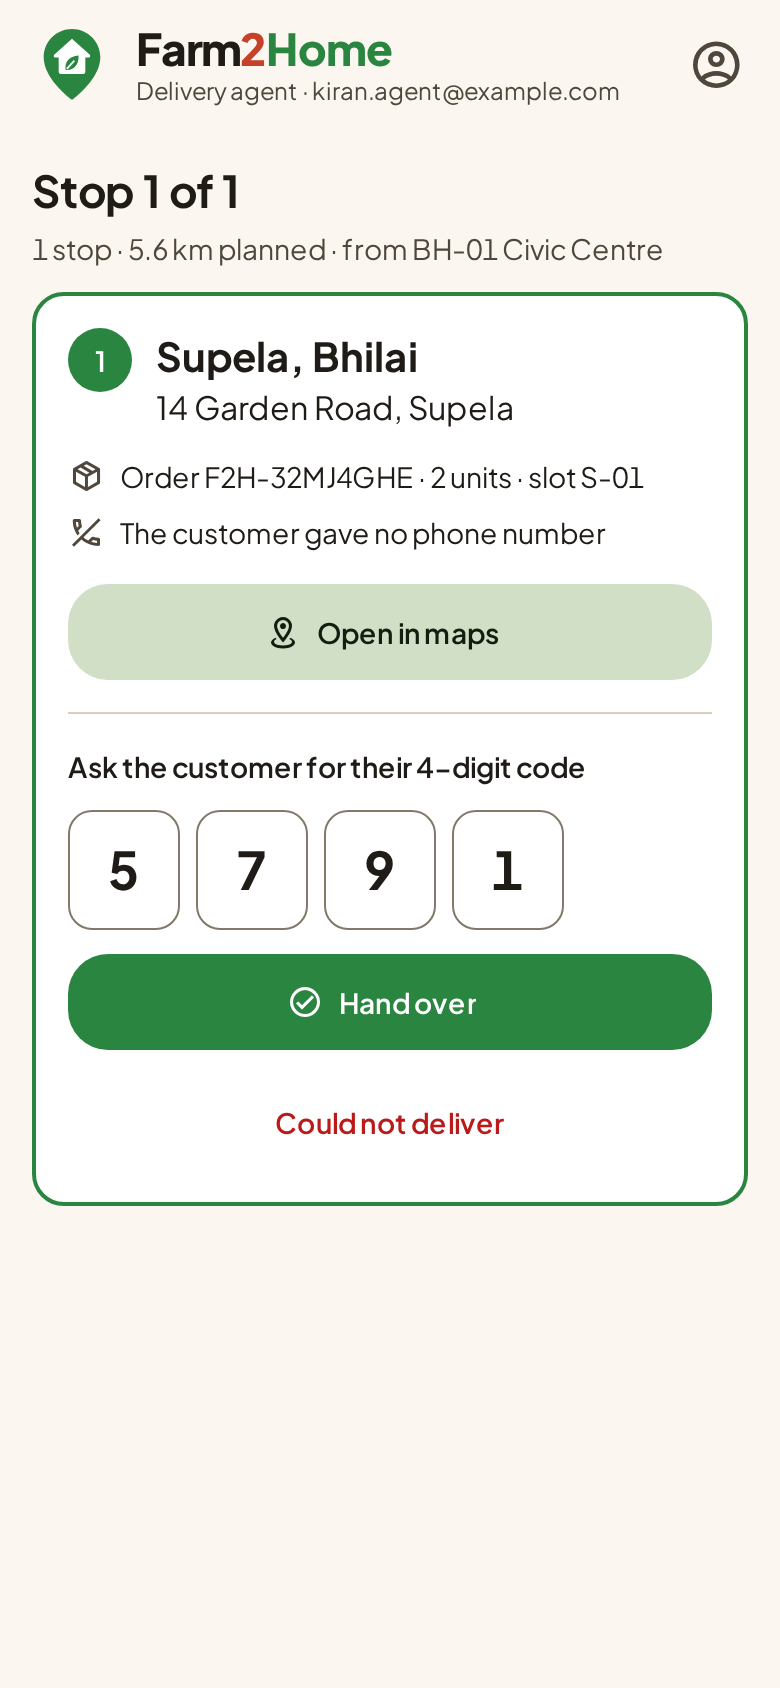 Farm2Home
Delivery agent · kiran.agent@example.com
Stop 1 of 1
1 stop · 5.6 km planned · from BH-01 Civic Centre
1
Supela, Bhilai
14 Garden Road, Supela
Order F2H-32MJ4GHE · 2 units · slot S-01
The customer gave no phone number
Open in maps
Ask the customer for their 4-digit code
5 7 9 1
Hand over
Could not deliver